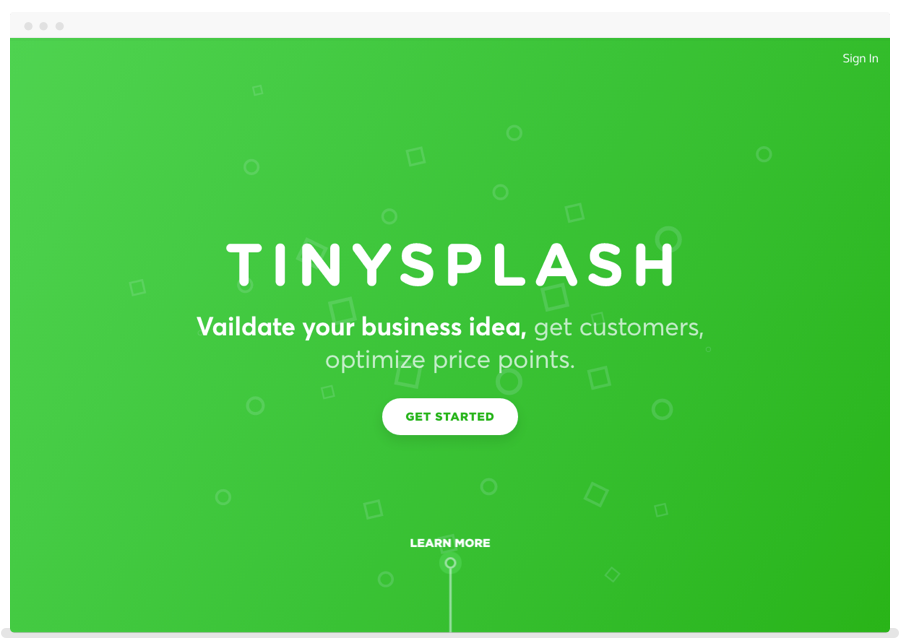 Sign In
TINYSPLASH
Vaildate your business idea, get customers,
optimize price points.
GET STARTED
LEARN MORE